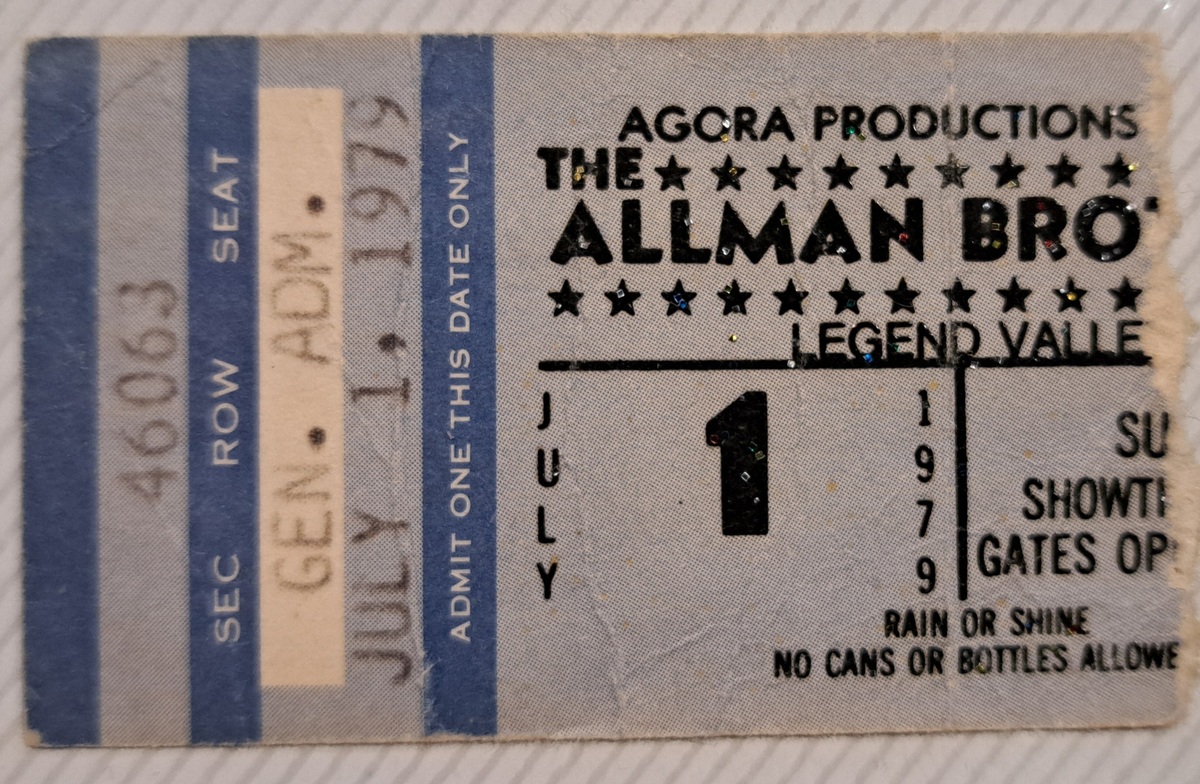 46063
SEC ROW SEAT
GEN. ADM.
JULY 1, 1979
ADMIT ONE THIS DATE ONLY
AGORA PRODUCTIONS
THE
ALLMAN BRO
LEGEND VALLE
JULY
1
1979
SU
SHOWTI
GATES OP
RAIN OR SHINE
NO CANS OR BOTTLES ALLOWE